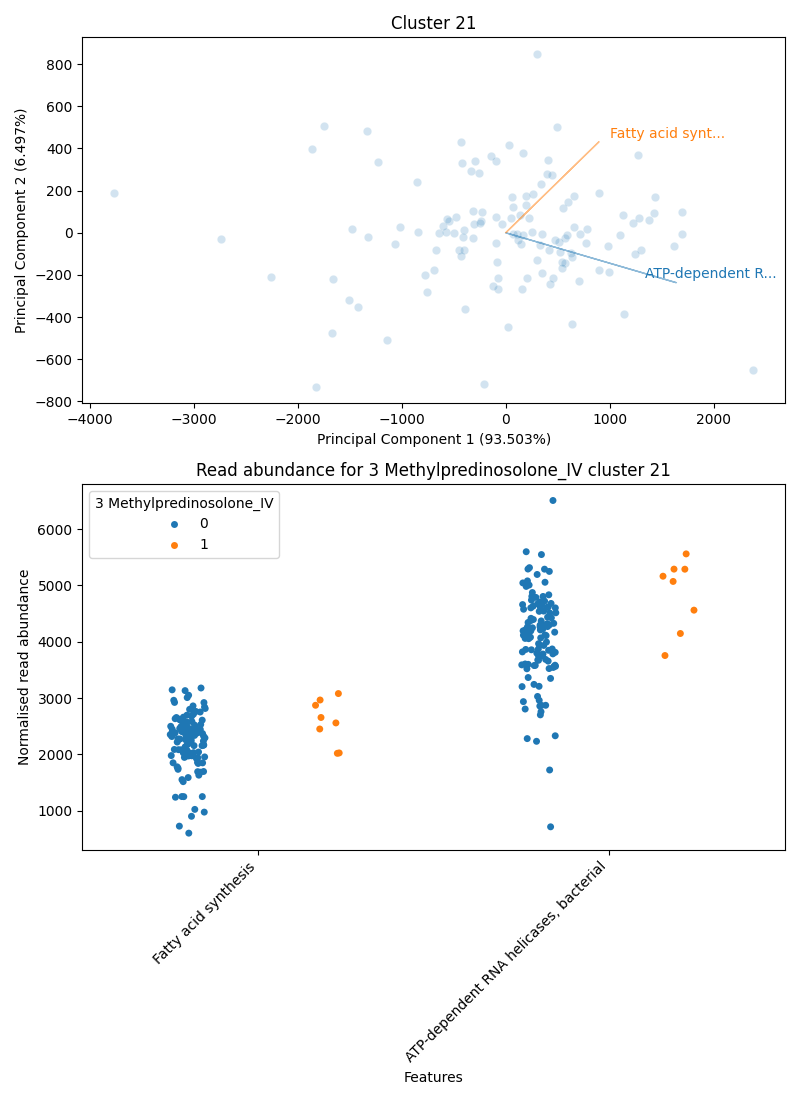 Cluster 21
Principal Component 2 (6.497%)
800
600
400
200
0
−200
−400
−600
−800
Fatty acid synt...
ATP-dependent R...
−4000 −3000 −2000 −1000 0 1000 2000
Principal Component 1 (93.503%)
Read abundance for 3 Methylpredinosolone_IV cluster 21
Normalised read abundance
6000
5000
4000
3000
2000
1000
3 Methylpredinosolone_IV
0
1
Fatty acid synthesis
ATP-dependent RNA helicases, bacterial
Features